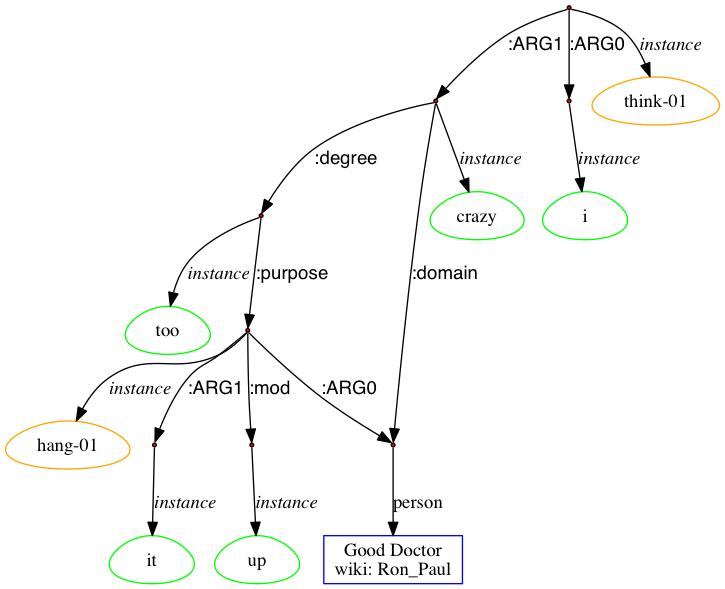 :ARG1 :ARG0 instance
think-01
:degree instance instance
crazy i
instance :purpose :domain
too
instance :ARG1 :mod :ARG0
hang-01
instance instance person
it up Good Doctor
wiki: Ron_Paul